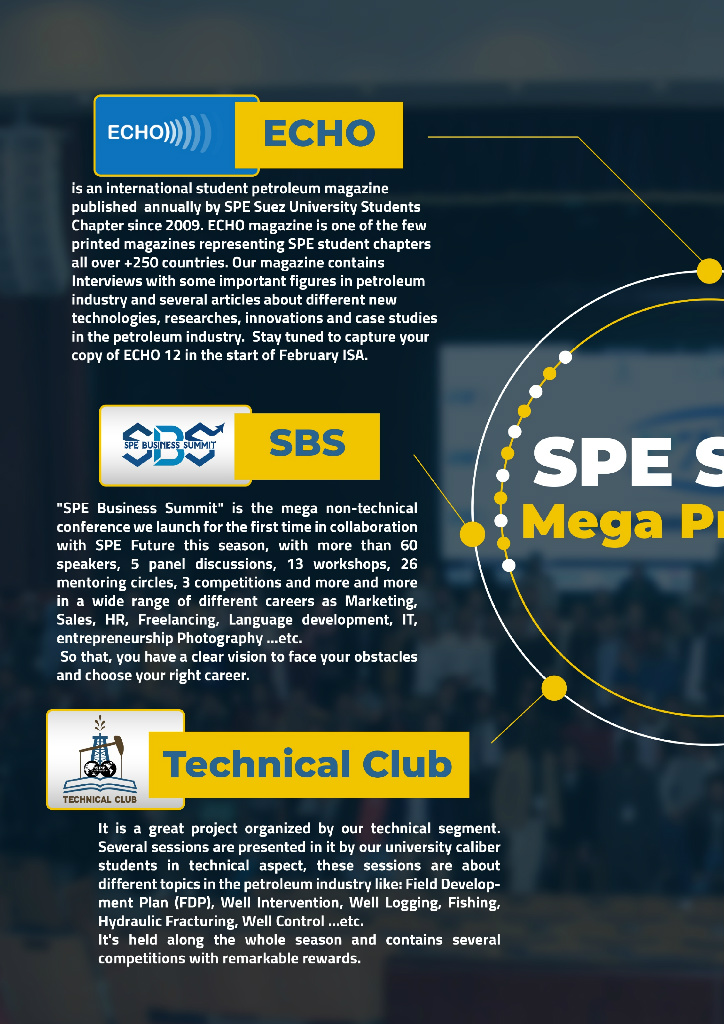 ECHO
ECHO
is an international student petroleum magazine
published annually by SPE Suez University Students
Chapter since 2009. ECHO magazine is one of the few
printed magazines representing SPE student chapters
all over +250 countries. Our magazine contains
Interviews with some important figures in petroleum
industry and several articles about different new
technologies, researches, innovations and case studies
in the petroleum industry. Stay tuned to capture your
copy of ECHO 12 in the start of February ISA.
SBS
SPE BUSINESS SUMMIT
SBS
"SPE Business Summit" is the mega non-technical
conference we launch for the first time in collaboration
with SPE Future this season, with more than 60
speakers, 5 panel discussions, 13 workshops, 26
mentoring circles, 3 competitions and more and more
in a wide range of different careers as Marketing,
Sales, HR, Freelancing, Language development, IT,
entrepreneurship Photography ...etc.
So that, you have a clear vision to face your obstacles
and choose your right career.
SPE S
Mega Pr
TECHNICAL CLUB
Technical Club
It is a great project organized by our technical segment.
Several sessions are presented in it by our university caliber
students in technical aspect, these sessions are about
different topics in the petroleum industry like: Field Develop-
ment Plan (FDP), Well Intervention, Well Logging, Fishing,
Hydraulic Fracturing, Well Control ...etc.
It's held along the whole season and contains several
competitions with remarkable rewards.